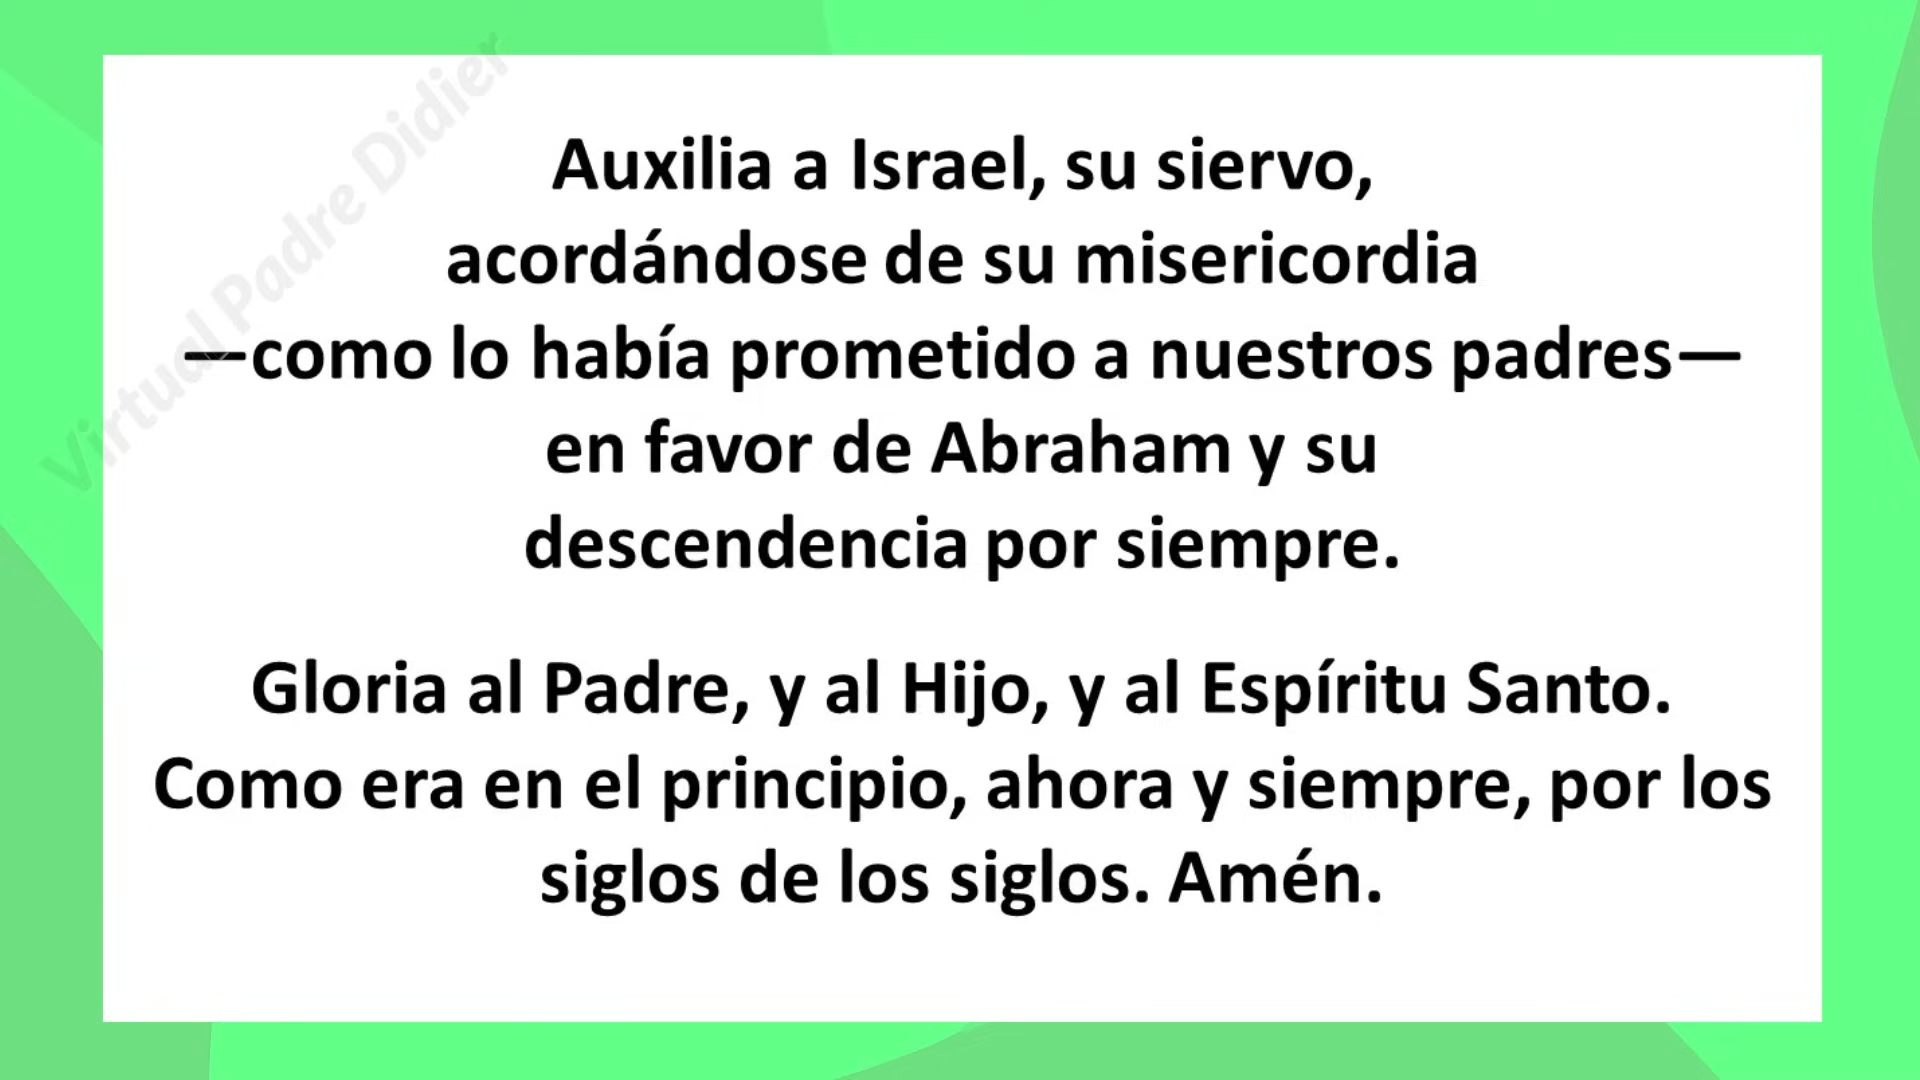 Virtual Padre Didier
Auxilia a Israel, su siervo,
acordándose de su misericordia
—como lo había prometido a nuestros padres—
en favor de Abraham y su
descendencia por siempre.
Gloria al Padre, y al Hijo, y al Espíritu Santo.
Como era en el principio, ahora y siempre, por los
siglos de los siglos. Amén.